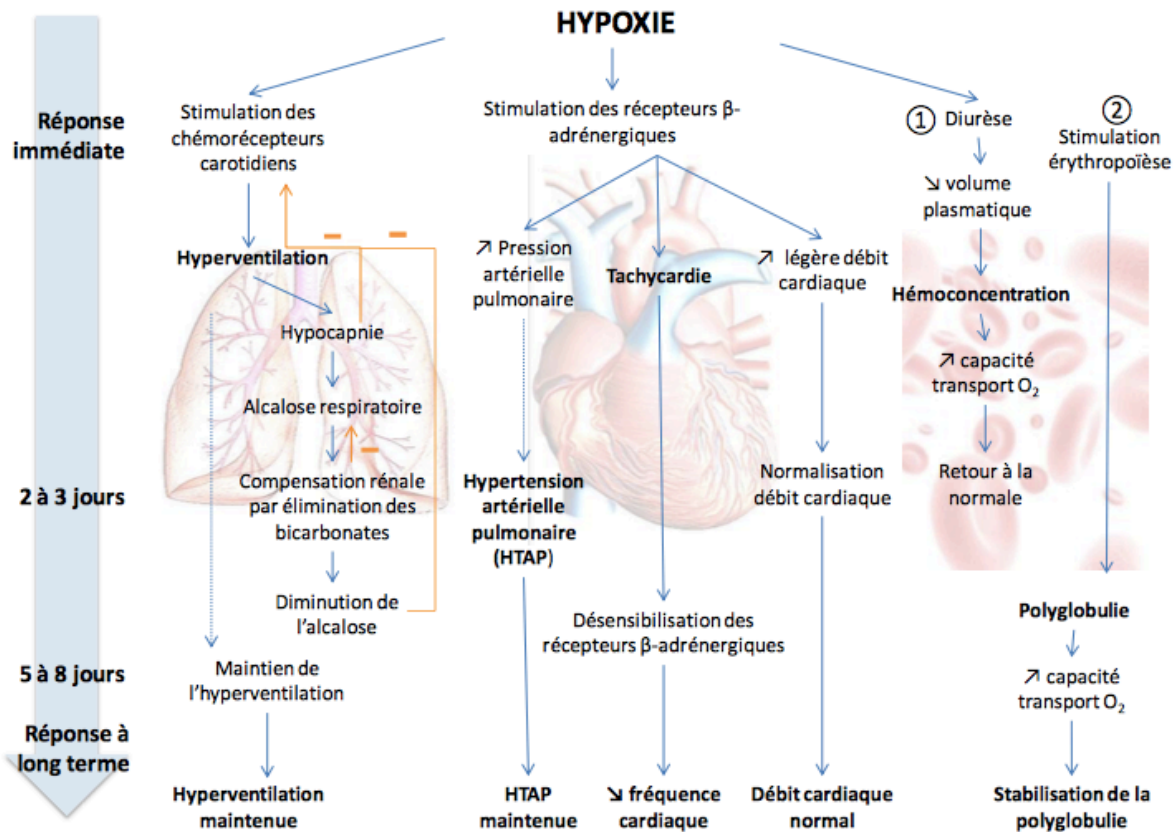 HYPOXIE
Réponse
immédiate
2 à 3 jours
5 à 8 jours
Réponse à
long terme
Stimulation des
chémorécepteurs
carotidiens
Hyperventilation
Hypocapnie
Alcalose respiratoire
Compensation rénale
par élimination des
bicarbonates
Diminution de
l’alcalose
Maintien de
l’hyperventilation
Hyperventilation
maintenue
Stimulation des récepteurs β-
adrénergiques
↗ Pression
artérielle
pulmonaire
Hypertension
artérielle
pulmonaire
(HTAP)
HTAP
maintenue
Tachycardie
Désensibilisation des
récepteurs β-adrénergiques
↘ fréquence
cardiaque
↗ légère débit
cardiaque
Normalisation
débit cardiaque
Débit cardiaque
normal
① Diurèse
↘ volume
plasmatique
Hémoconcentration
↗ capacité
transport O₂
Retour à la
normale
②
Stimulation
érythropoïèse
Polyglobulie
↗ capacité
transport O₂
Stabilisation de la
polyglobulie